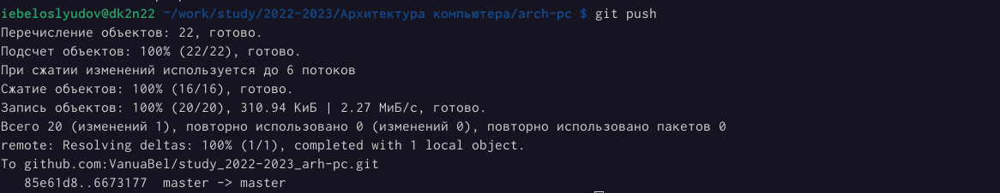 iebeloslyudov@dk2n22 ~/work/study/2022-2023/Архитектура компьютера/arch-pc $ git push
Перечисление объектов: 22, готово.
Подсчет объектов: 100% (22/22), готово.
При сжатии изменений используется до 6 потоков
Сжатие объектов: 100% (16/16), готово.
Запись объектов: 100% (20/20), 310.94 КиБ | 2.27 МиБ/с, готово.
Всего 20 (изменений 1), повторно использовано 0 (изменений 0), повторно использовано пакетов 0
remote: Resolving deltas: 100% (1/1), completed with 1 local object.
To github.com:VanuaBel/study_2022-2023_arh-pc.git
   85e61d8..6673177  master -> master